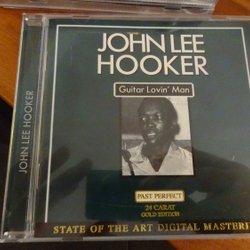 JOHN LEE
HOOKER
Guitar Lovin' Man
PAST PERFECT
24 CARAT
GOLD EDITION
STATE OF THE ART DIGITAL MASTERI
JOHN LEE HOOKER